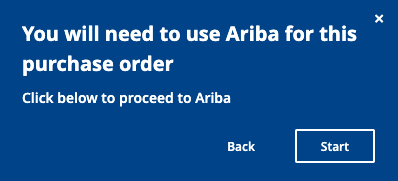 You will need to use Ariba for this
purchase order
Click below to proceed to Ariba
Back
Start